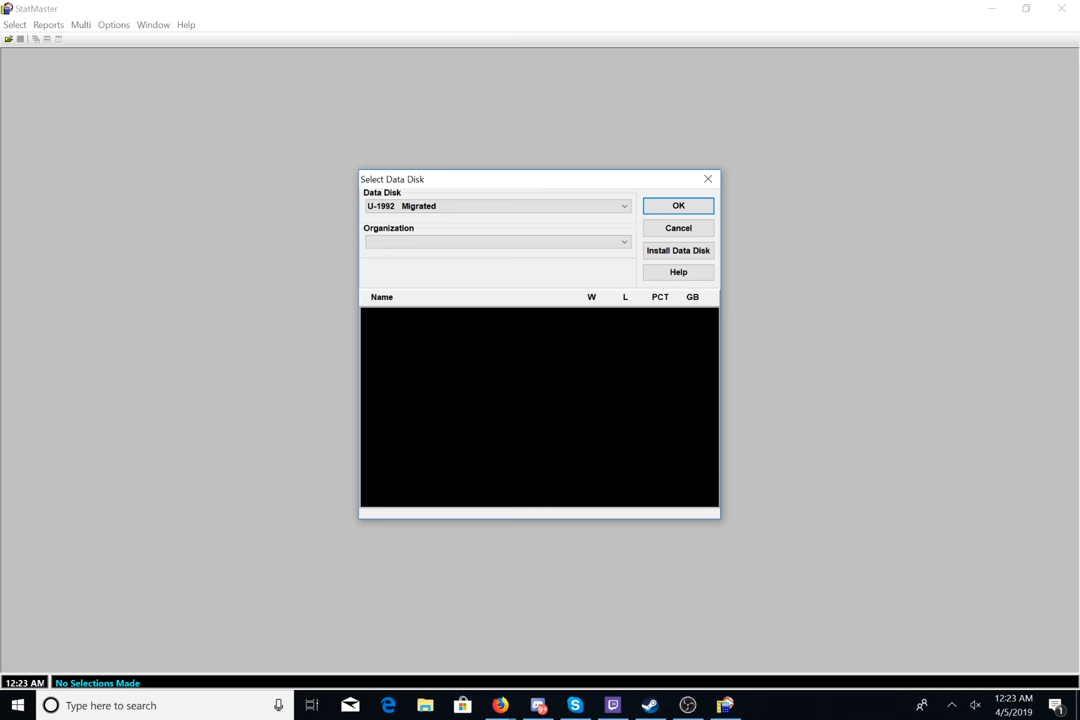 StatMaster
Select Reports Multi Options Window Help
Select Data Disk
Data Disk
U-1992 Migrated
OK
Organization
Cancel
Install Data Disk
Help
Name W L PCT GB
12:23 AM No Selections Made
Type here to search
12:23 AM
4/5/2019
1